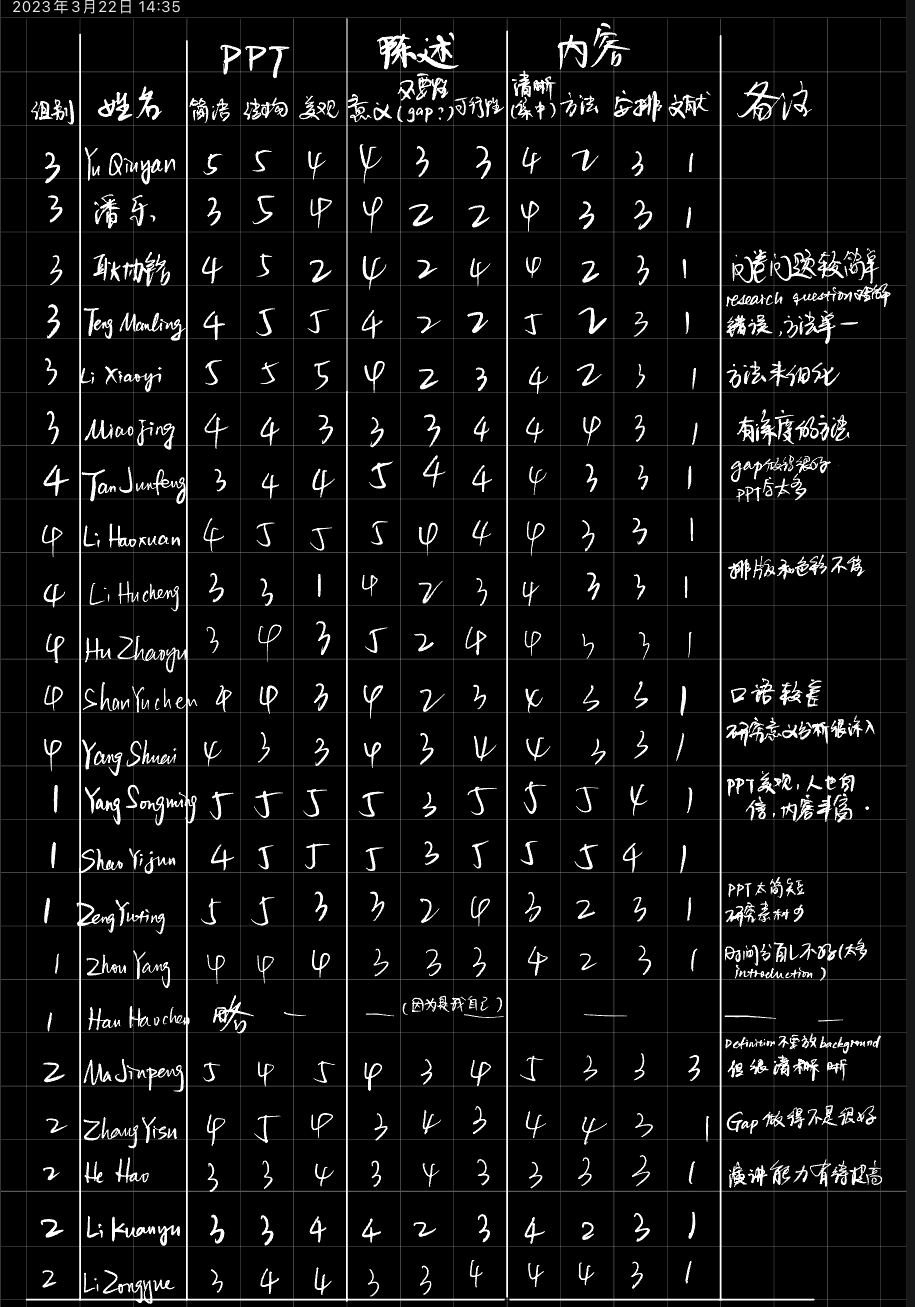 2023年3月22日 14:35
PPT 陈述 内容
组别 姓名 简洁 结构 美观 意义 必要性(gap?) 可行性 清晰(集中) 方法 安排 文献 备注
3 Yu Qiuyan 5 5 4 4 3 3 4 2 3 1
3 潘乐 3 5 4 4 2 2 4 3 3 1
3 4 5 2 4 2 4 4 2 3 1 问卷问题较简单
3 Teng Manling 4 5 5 4 2 2 5 2 3 1 research question理解
错误,方法单一
3 Li Xiaoyi 5 5 5 4 2 3 4 2 3 1 方法未细化
3 Miao Jing 4 4 3 3 3 4 4 4 3 1 有深度的方法
4 Tan Junfeng 3 4 4 5 4 4 4 3 3 1 gap做得很好
PPT字太多
4 Li Haoxuan 4 5 5 5 4 4 4 3 3 1
4 Li Hucheng 3 3 1 4 2 3 4 3 3 1 排版和色彩不佳
4 Hu Zhaoyu 3 4 3 5 2 4 4 3 3 1
4 Shan Yuchen 4 4 3 4 2 3 4 3 3 1 口语较差
4 Yang Shuai 4 3 3 4 3 4 4 3 3 1 研究意义分析很深入
1 Yang Songming 5 5 5 5 3 5 5 5 4 1 PPT美观,人也自
信,内容丰富.
1 Shao Yijun 4 5 5 5 3 5 5 5 4 1
1 Zeng Yuting 5 5 3 3 2 4 3 2 3 1 PPT太简短
研究素材少
1 Zhou Yang 4 4 4 3 3 3 4 2 3 1 时间分配不好(太多
introduction)
1 Han Haochen 略 — — (因为是我自己) — — — —
2 Ma Jinpeng 5 4 5 4 3 4 5 3 3 3 Definition不要放background
但很清晰
2 Zhang Yisu 4 5 4 3 4 3 4 4 3 1 Gap做得不是很好
2 He Hao 3 3 4 3 4 3 3 3 3 1 演讲能力有待提高
2 Li Kuanyu 3 3 4 4 2 3 4 2 3 1
2 Li Zongyue 3 4 4 3 3 4 4 4 3 1